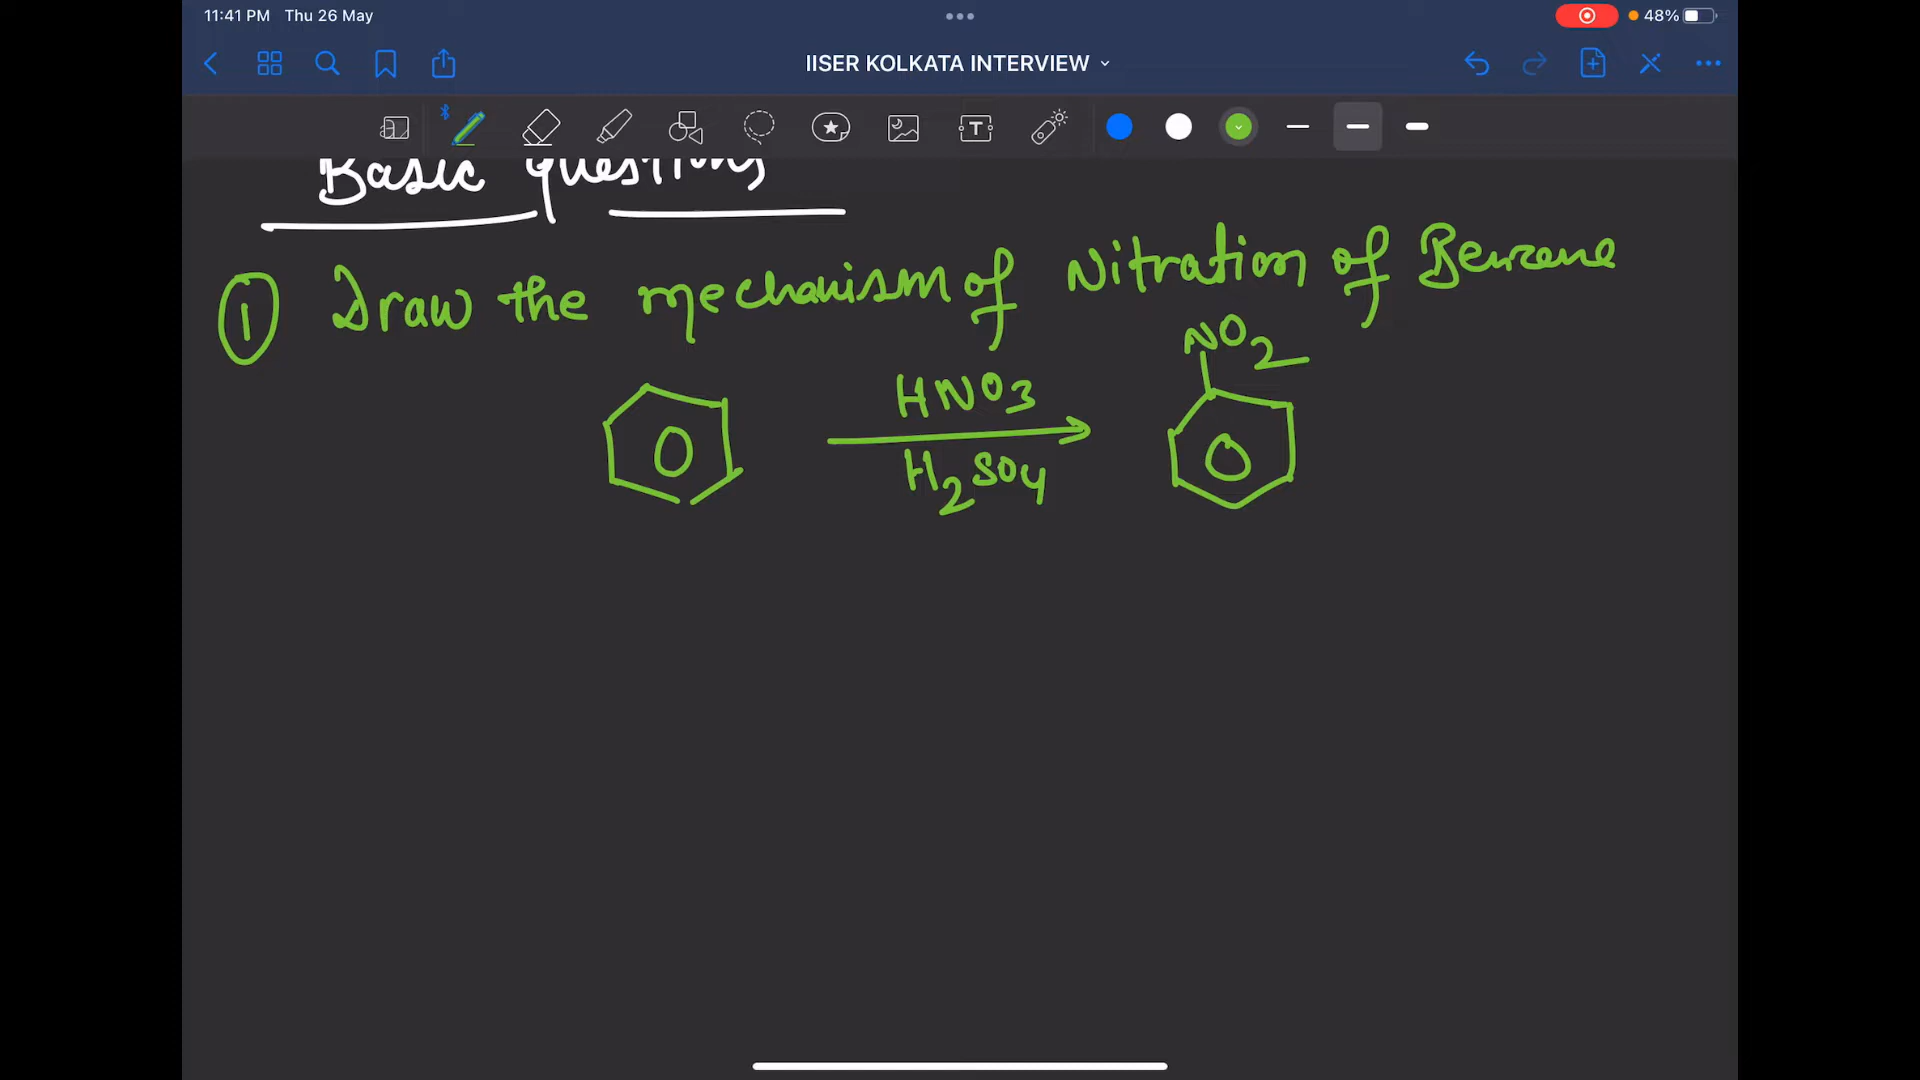 11:41 PM Thu 26 May
48%
IISER KOLKATA INTERVIEW
T
Basic questions
① Draw the mechanism of Nitration of Benzene
NO2
HNO3
H2SO4